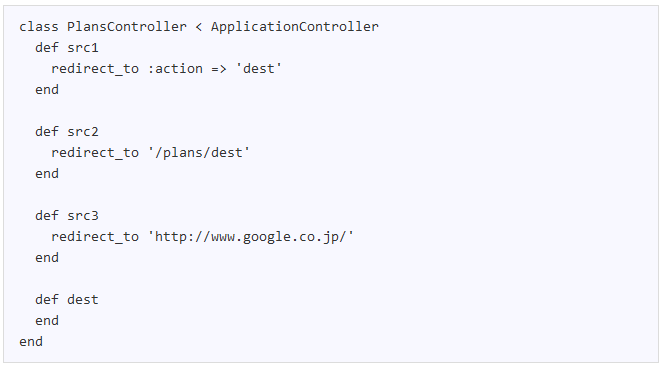 class PlansController < ApplicationController
  def src1
    redirect_to :action => 'dest'
  end

  def src2
    redirect_to '/plans/dest'
  end

  def src3
    redirect_to 'http://www.google.co.jp/'
  end

  def dest
  end
end